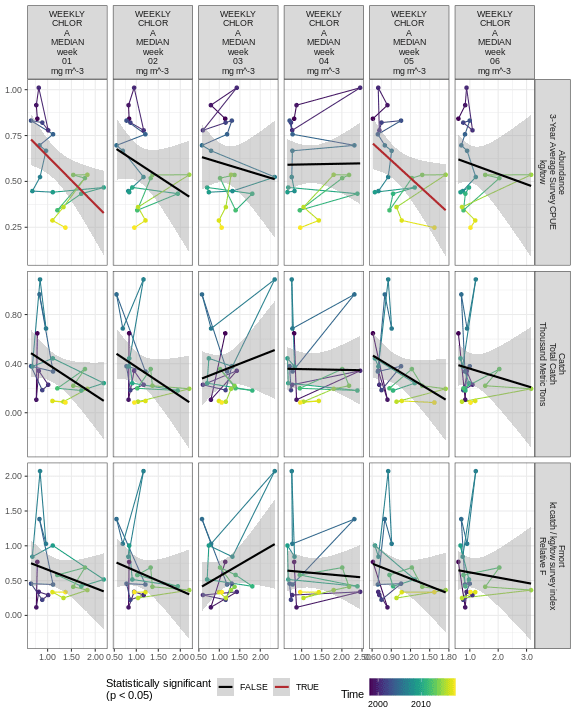 WEEKLY
CHLOR
A
MEDIAN
week
01
mg m^-3
WEEKLY
CHLOR
A
MEDIAN
week
02
mg m^-3
WEEKLY
CHLOR
A
MEDIAN
week
03
mg m^-3
WEEKLY
CHLOR
A
MEDIAN
week
04
mg m^-3
WEEKLY
CHLOR
A
MEDIAN
week
05
mg m^-3
WEEKLY
CHLOR
A
MEDIAN
week
06
mg m^-3
1.00
0.75
0.50
0.25
Abundance
3-Year Average Survey CPUE
kg/tow
0.80
0.40
0.00
Catch
Total Catch
Thousand Metric Tons
2.00
1.50
1.00
0.50
0.00
Fmort
kt catch / kg/tow survey index
Relative F
1.00 1.50 2.00
0.50 1.00 1.50 2.00
0.50 1.00 1.50 2.00
1.00 1.50 2.00 2.50
0.60 0.90 1.20 1.50 1.80
1.0 2.0 3.0
Statistically significant
(p < 0.05)
FALSE
TRUE
Time
2000 2010